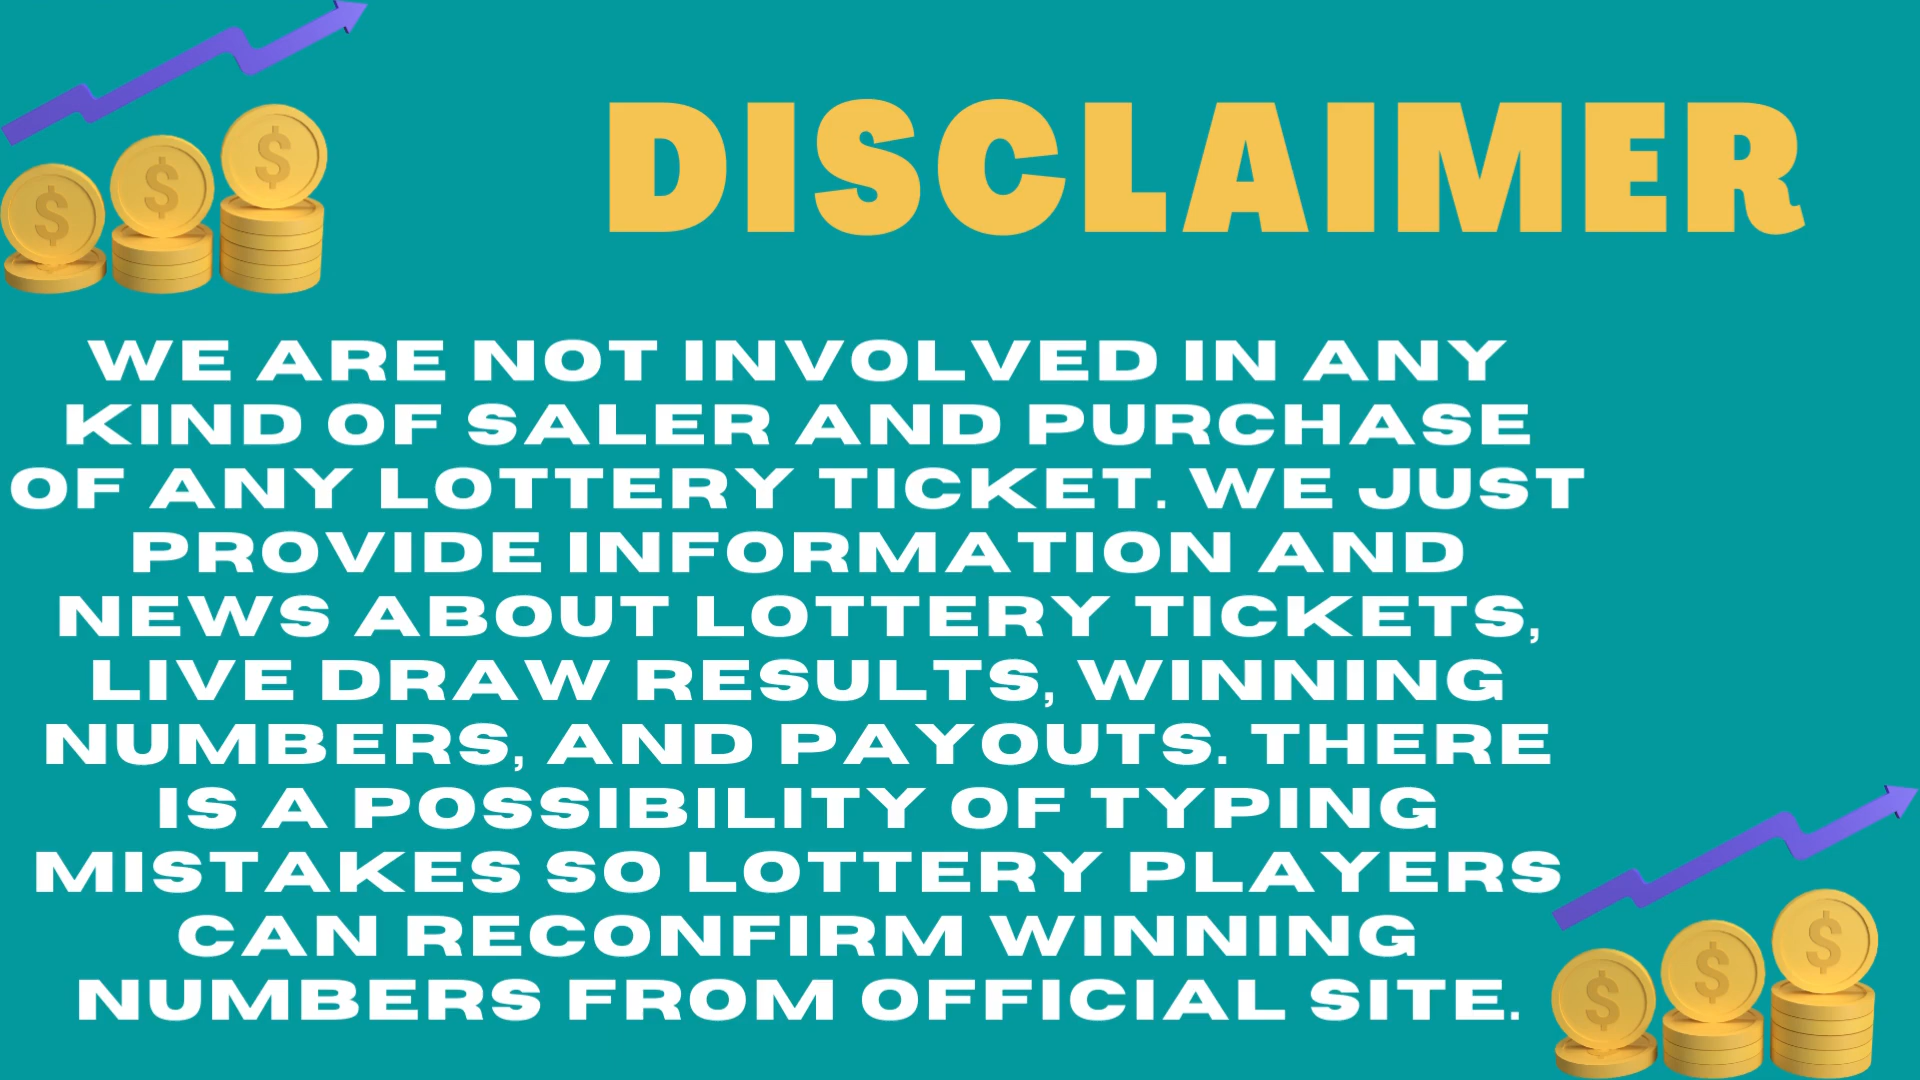 DISCLAIMER
WE ARE NOT INVOLVED IN ANY
KIND OF SALER AND PURCHASE
OF ANY LOTTERY TICKET. WE JUST
PROVIDE INFORMATION AND
NEWS ABOUT LOTTERY TICKETS,
LIVE DRAW RESULTS, WINNING
NUMBERS, AND PAYOUTS. THERE
IS A POSSIBILITY OF TYPING
MISTAKES SO LOTTERY PLAYERS
CAN RECONFIRM WINNING
NUMBERS FROM OFFICIAL SITE.